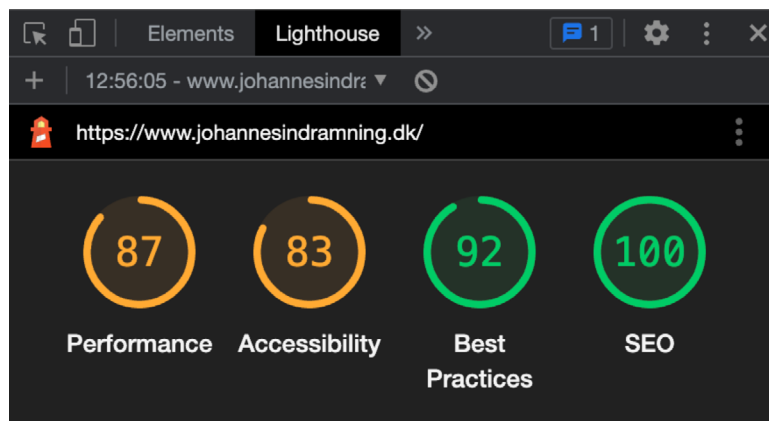 Elements Lighthouse » 1
12:56:05 - www.johannesindra
https://www.johannesindramning.dk/
87 83 92 100
Performance Accessibility Best Practices SEO